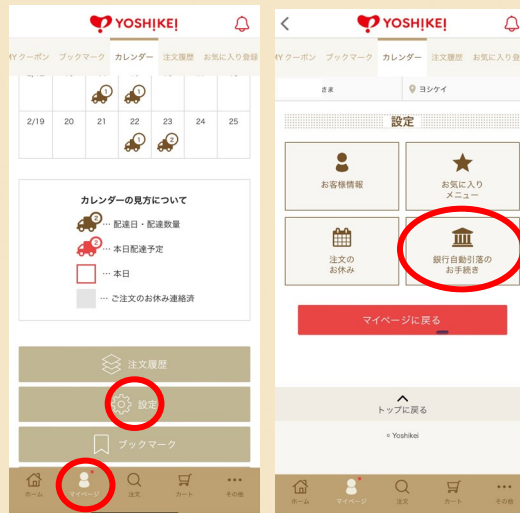 YOSHIKEI
MYクーポン ブックマーク カレンダー 注文履歴 お気に入り登録
1
1
2/19 20 21 22 23 24 25
1
2
カレンダーの見方について
2 … 配達日・配達数量
2 … 本日配達予定
… 本日
… ご注文のお休み連絡済
注文履歴
設定
ブックマーク
ホーム マイページ 注文 カート その他
YOSHIKEI
MYクーポン ブックマーク カレンダー 注文履歴 お気に入り登
さま ヨシケイ
設定
お客様情報
お気に入り
メニュー
注文の
お休み
銀行自動引落の
お手続き
マイページに戻る
トップに戻る
© Yoshikei
ホーム マイページ 注文 カート その他